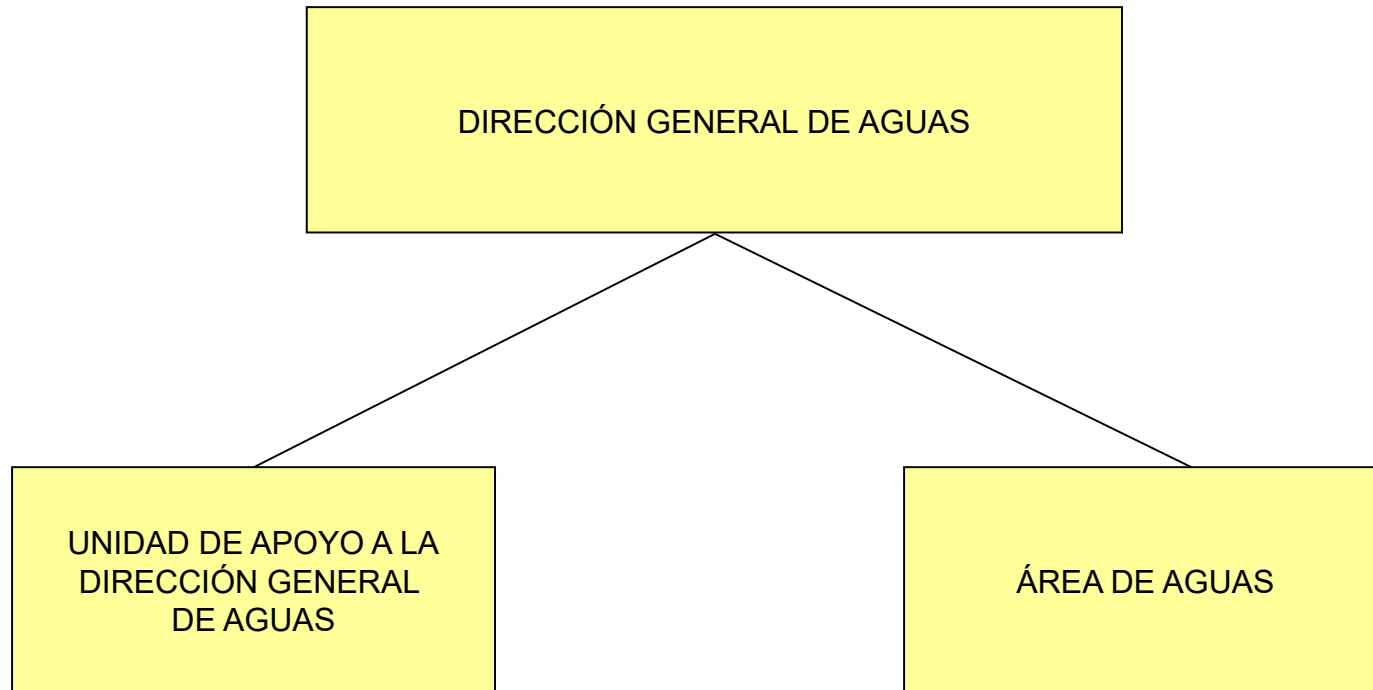 DIRECCIÓN GENERAL DE AGUAS
UNIDAD DE APOYO A LA
DIRECCIÓN GENERAL
DE AGUAS
ÁREA DE AGUAS